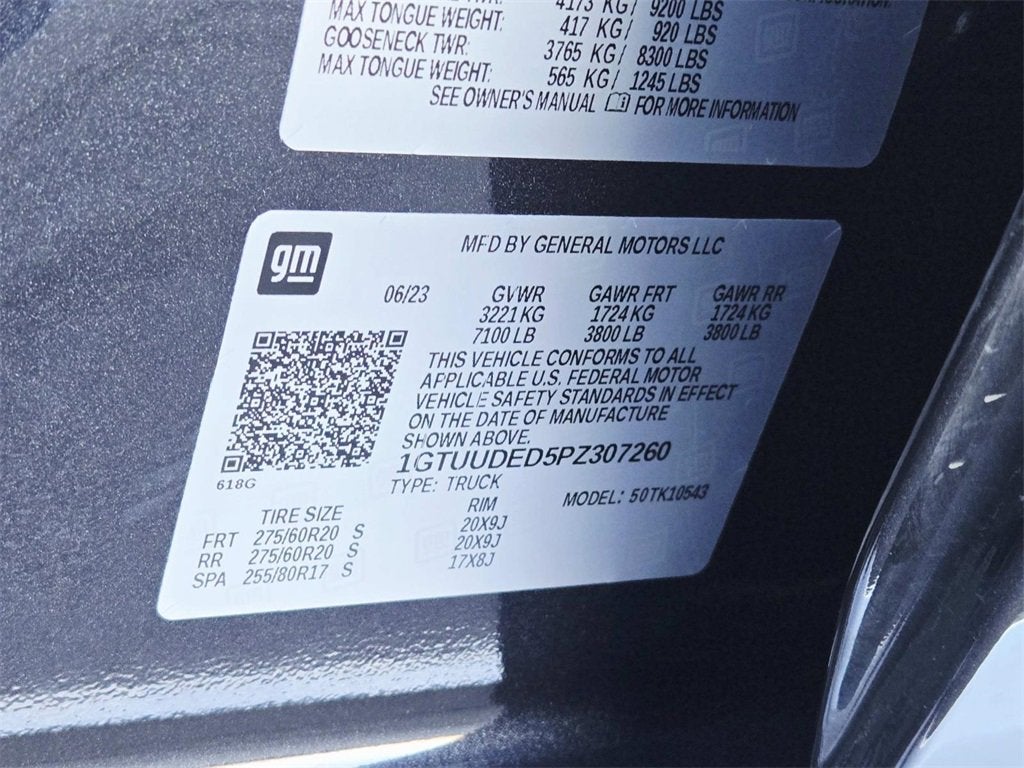 4173 KG/ 9200 LBS
MAX TONGUE WEIGHT: 417 KG/ 920 LBS
GOOSENECK TWR: 3765 KG/ 8300 LBS
MAX TONGUE WEIGHT: 565 KG/ 1245 LBS
SEE OWNER'S MANUAL FOR MORE INFORMATION
gm
MFD BY GENERAL MOTORS LLC
06/23 GVWR GAWR FRT GAWR RR
3221 KG 1724 KG 1724 KG
7100 LB 3800 LB 3800 LB
THIS VEHICLE CONFORMS TO ALL
APPLICABLE U.S. FEDERAL MOTOR
VEHICLE SAFETY STANDARDS IN EFFECT
ON THE DATE OF MANUFACTURE
SHOWN ABOVE.
1GTUUDED5PZ307260
618G
TYPE: TRUCK MODEL: 50TK10543
TIRE SIZE RIM
FRT 275/60R20 S 20X9J
RR 275/60R20 S 20X9J
SPA 255/80R17 S 17X8J